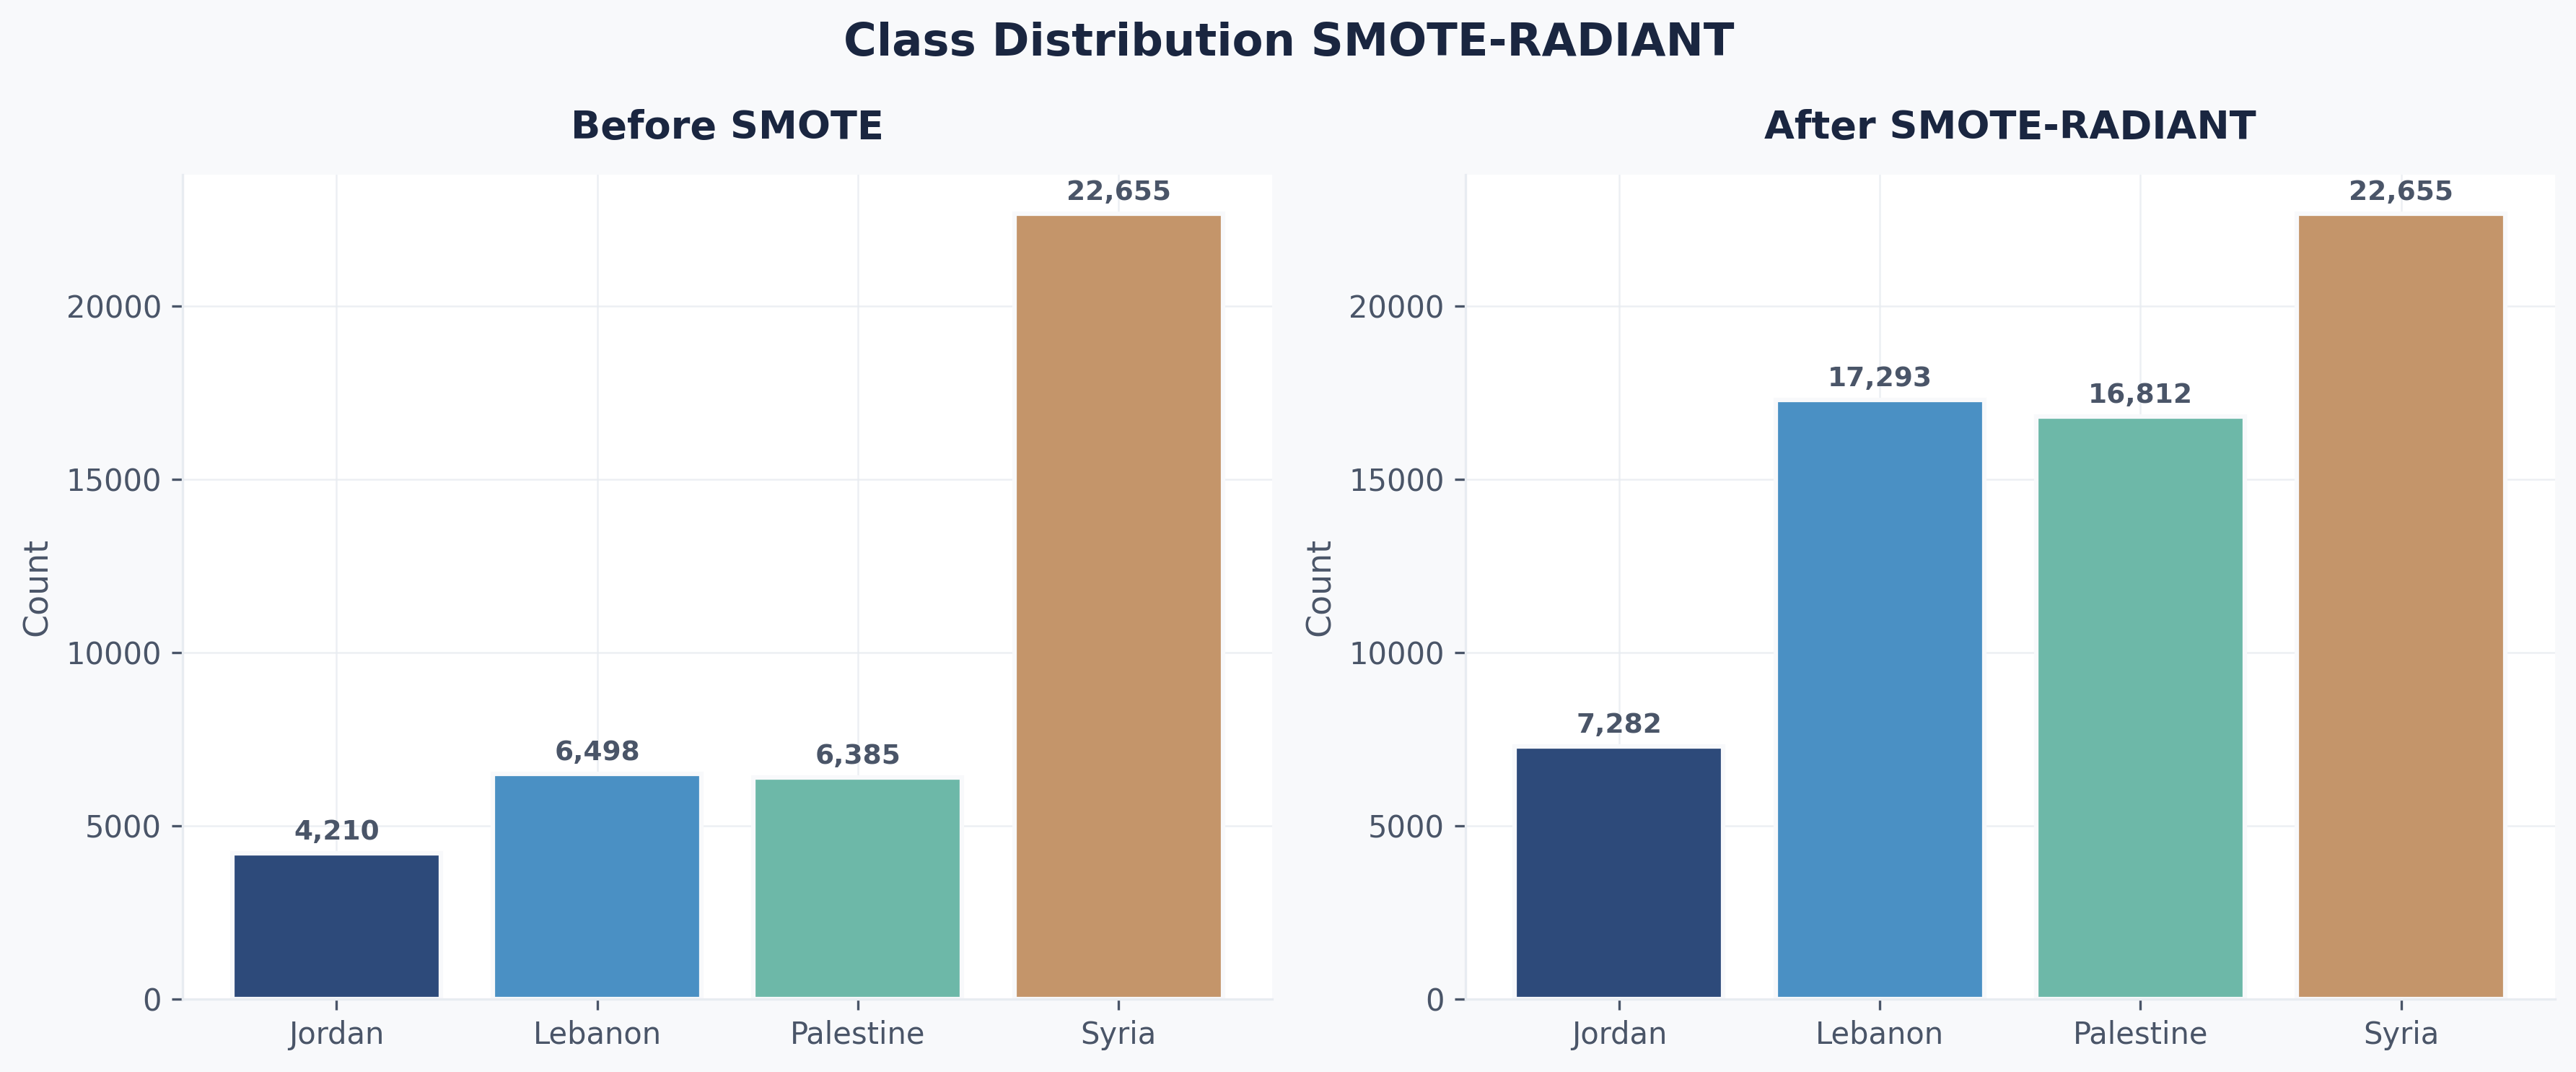 Class Distribution SMOTE-RADIANT
Before SMOTE
Count
20000
15000
10000
5000
0
4,210
6,498
6,385
22,655
Jordan
Lebanon
Palestine
Syria
After SMOTE-RADIANT
Count
20000
15000
10000
5000
0
7,282
17,293
16,812
22,655
Jordan
Lebanon
Palestine
Syria